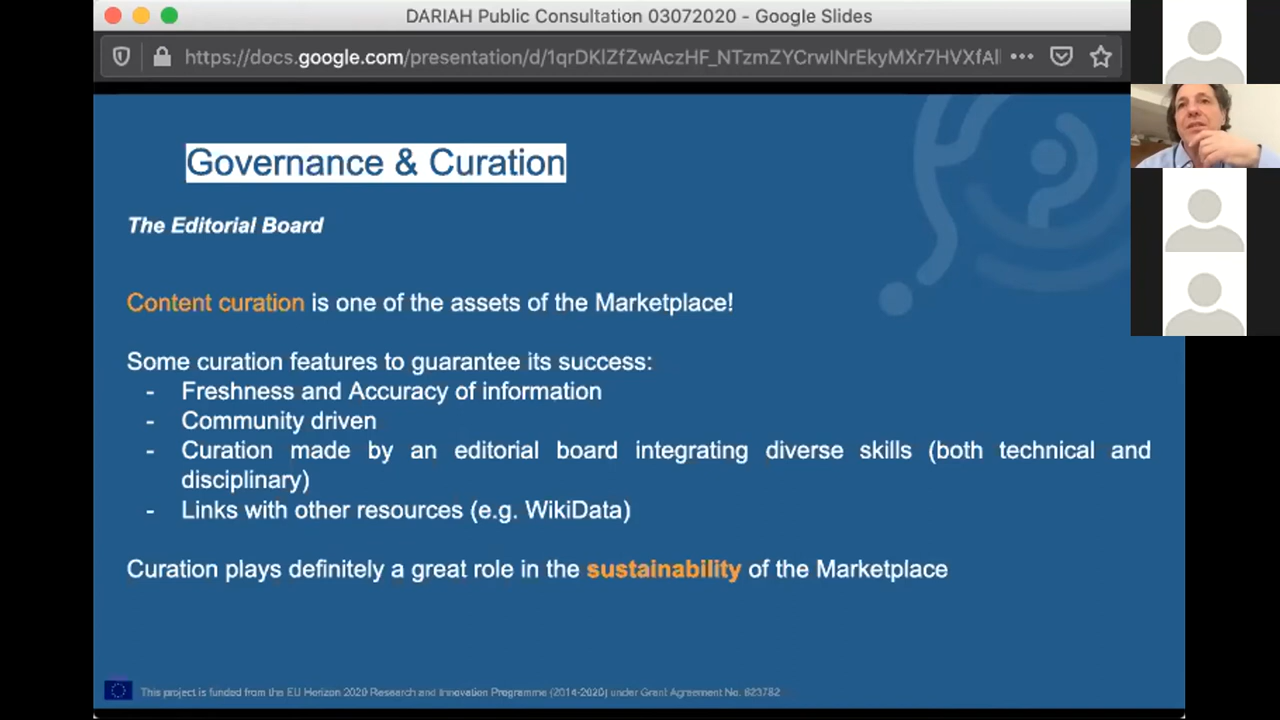 DARIAH Public Consultation 03072020 - Google Slides
https://docs.google.com/presentation/d/1qrDKlZfZwAczHF_NTzmZYCrwINrEkyMXr7HVXfAl
Governance & Curation
The Editorial Board
Content curation is one of the assets of the Marketplace!
Some curation features to guarantee its success:
- Freshness and Accuracy of information
- Community driven
- Curation made by an editorial board integrating diverse skills (both technical and
disciplinary)
- Links with other resources (e.g. WikiData)
Curation plays definitely a great role in the sustainability of the Marketplace
This project is funded from the EU Horizon 2020 Research and Innovation Programme (2014-2020) under Grant Agreement No. 823782